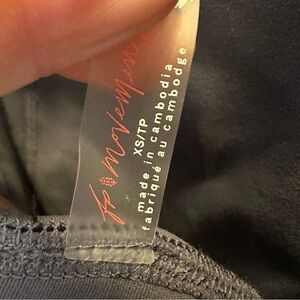 fp movement
XS/TP
made in cambodia
fabriqué au cambodge